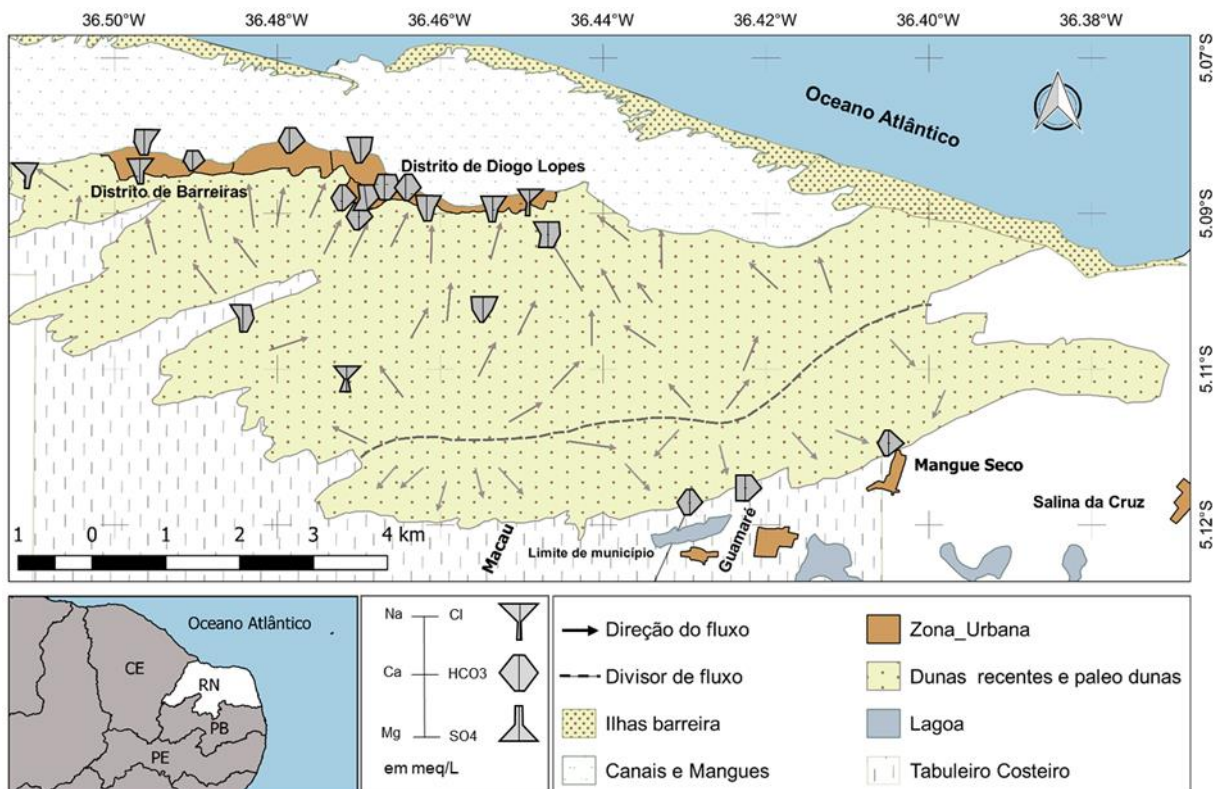 36.50°W 36.48°W 36.46°W 36.44°W 36.42°W 36.40°W 36.38°W
5.07°S
Oceano Atlântico
Distrito de Diogo Lopes
Distrito de Barreiras
5.09°S
5.11°S
Mangue Seco
Salina da Cruz
Macau
Guamaré
Limite de município
5.12°S
1 0 1 2 3 4 km
Oceano Atlântico
CE
RN
PB
PE
Na Cl
Ca HCO3
Mg SO4
em meq/L
Direção do fluxo
Divisor de fluxo
Ilhas barreira
Canais e Mangues
Zona_Urbana
Dunas recentes e paleo dunas
Lagoa
Tabuleiro Costeiro